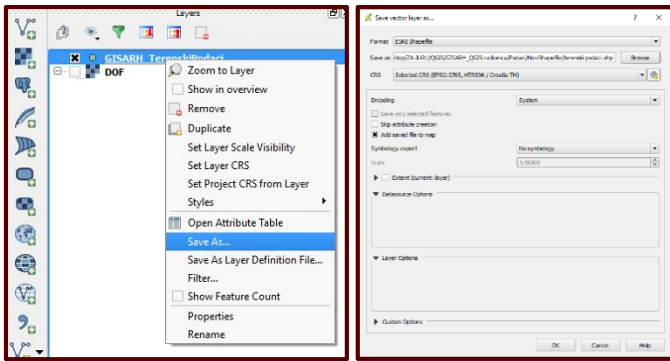 Layers
GISARH_TerenskiPodaci
DOF
Zoom to Layer
Show in overview
Remove
Duplicate
Set Layer Scale Visibility
Set Layer CRS
Set Project CRS from Layer
Styles
Open Attribute Table
Save As...
Save As Layer Definition File...
Filter...
Show Feature Count
Properties
Rename
Save vector layer as...
Format ESRI Shapefile
Save as
Browse
CRS Selected CRS (EPSG:3765, HTRS96 / Croatia TM)
Encoding System
Save only selected features
Skip attribute creation
Add saved file to map
Symbology export No symbology
Scale 1:50000
Extent (current: layer)
Datasource Options
Layer Options
Custom Options
OK Cancel Help